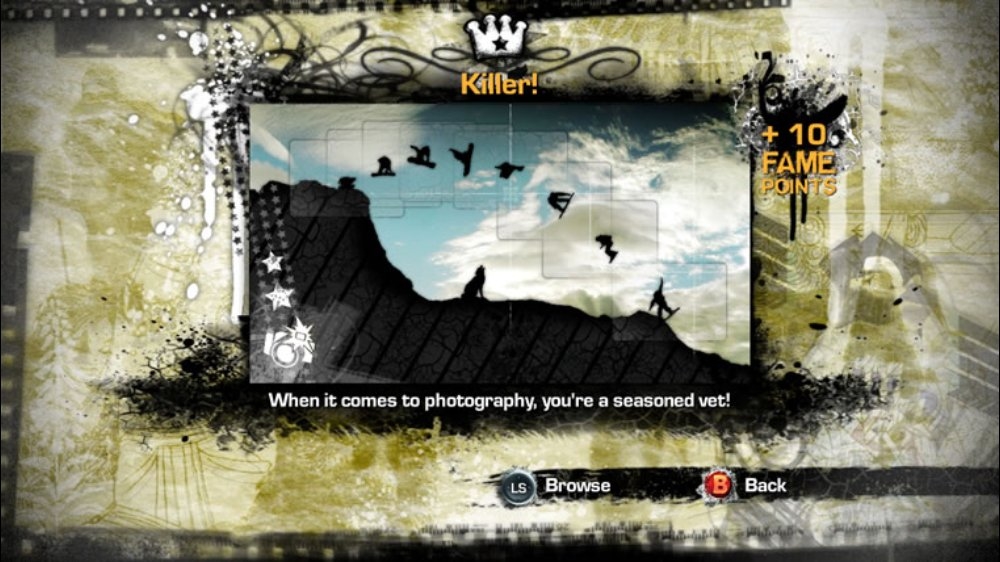 Killer!
+ 10
FAME
POINTS
When it comes to photography, you're a seasoned vet!
LS Browse
B Back